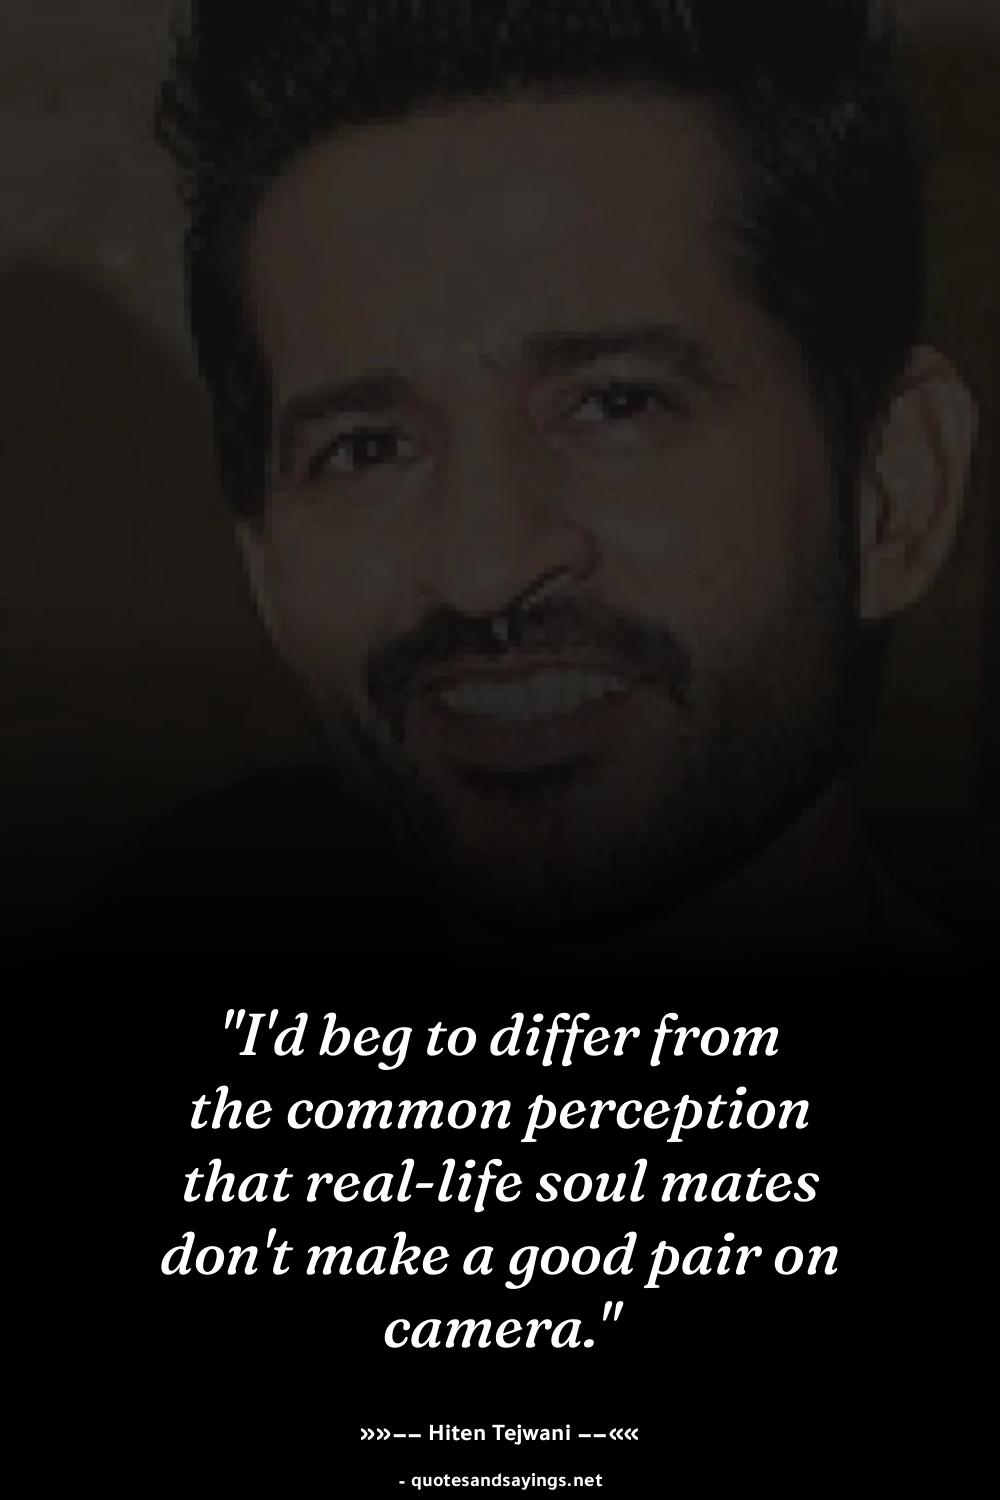 "I'd beg to differ from
the common perception
that real-life soul mates
don't make a good pair on
camera."
»»−− Hiten Tejwani −−««
- quotesandsayings.net